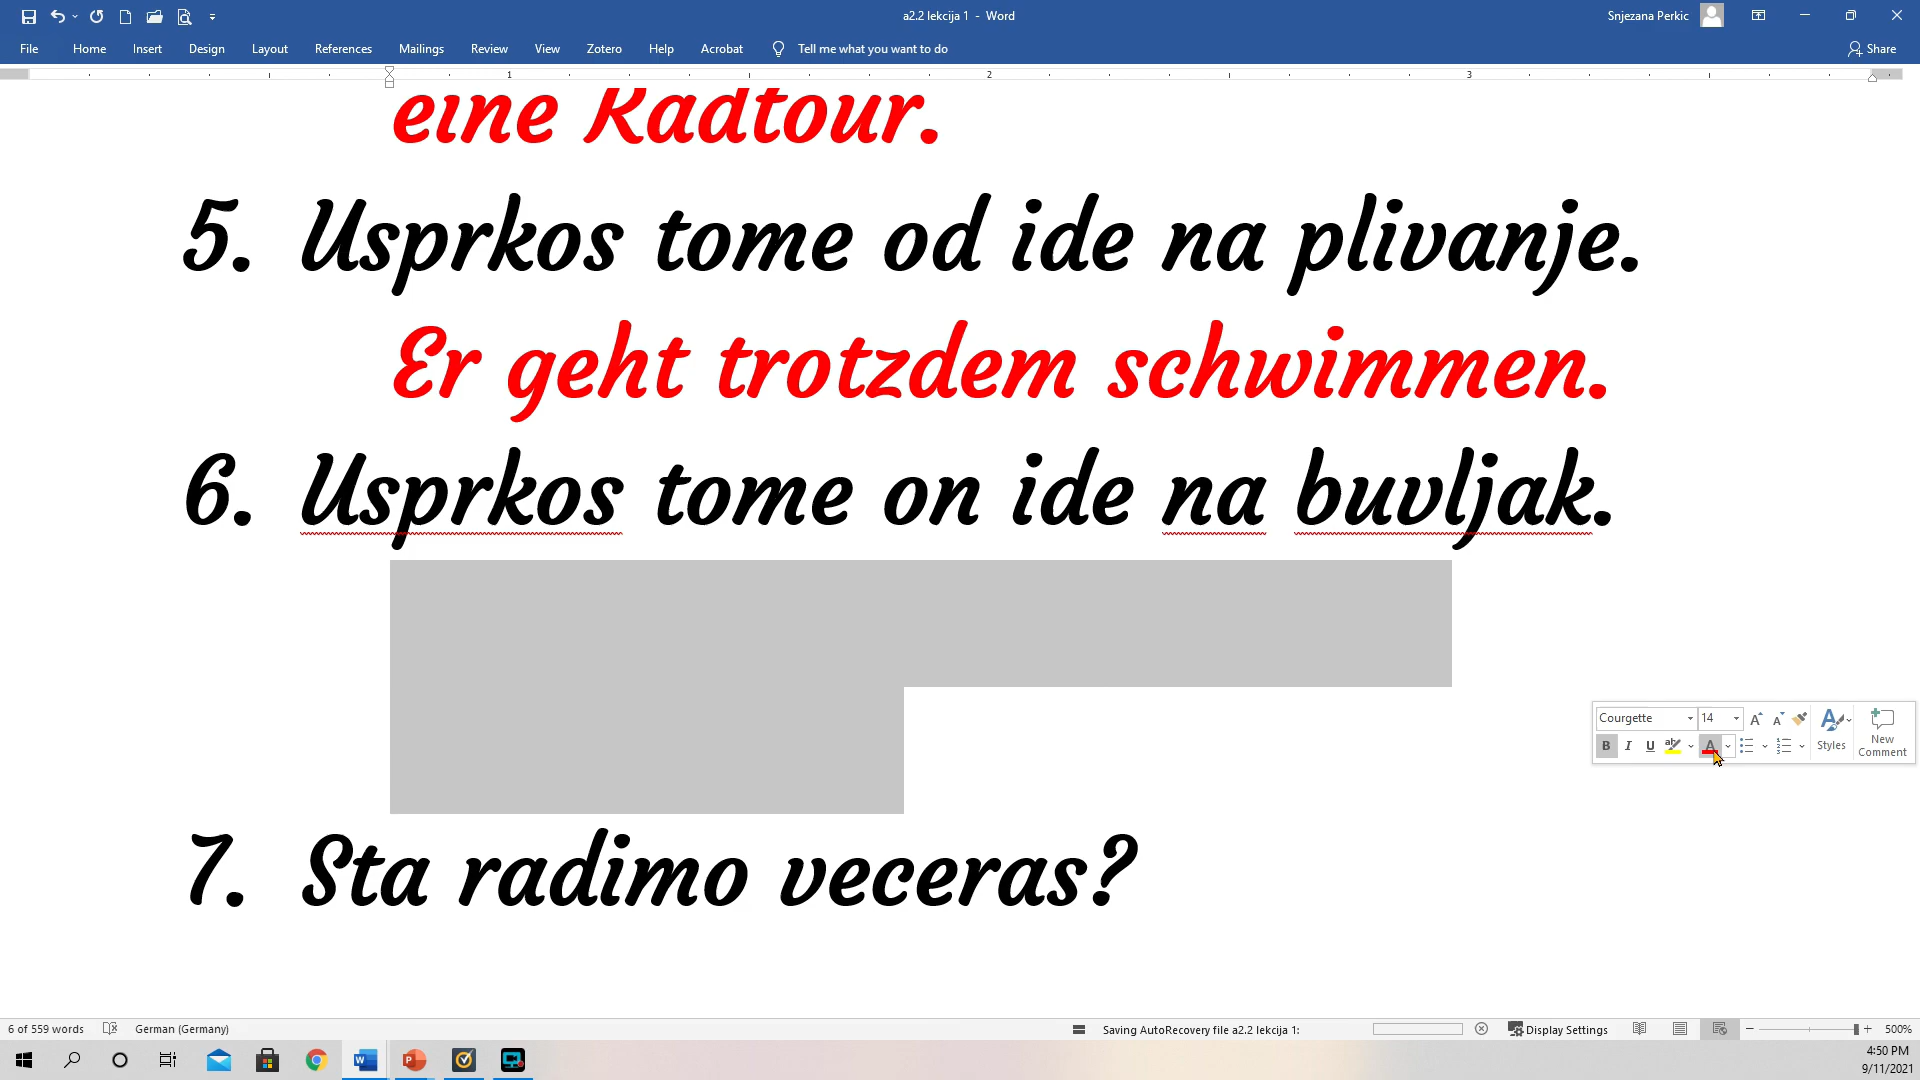 a2.2 lekcija 1 - Word
Snjezana Perkic
File Home Insert Design Layout References Mailings Review View Zotero Help Acrobat Tell me what you want to do Share
1 2 3
eine Radtour.
5. Usprkos tome od ide na plivanje.
Er geht trotzdem schwimmen.
6. Usprkos tome on ide na buvljak.
Courgette 14
B I U ab A Styles New Comment
7. Sta radimo veceras?
6 of 559 words German (Germany) Saving AutoRecovery file a2.2 lekcija 1: Display Settings 500%
4:50 PM
9/11/2021